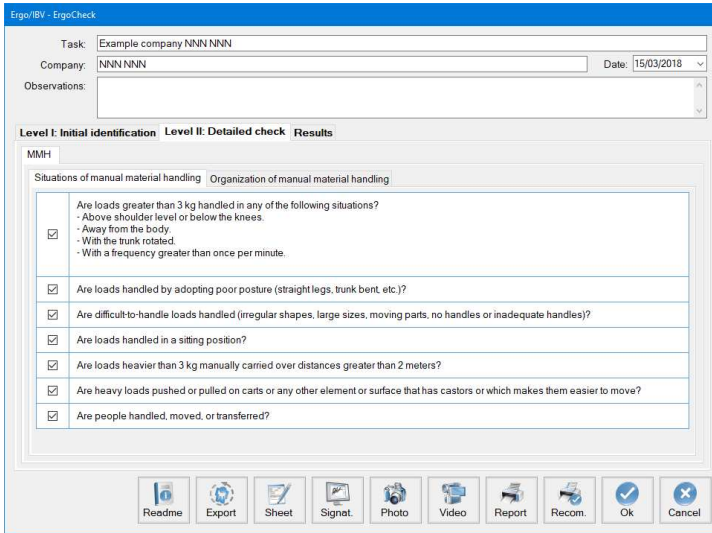 Ergo/IBV - ErgoCheck
Task: Example company NNN NNN
Company: NNN NNN Date: 15/03/2018
Observations:
Level I: Initial identification Level II: Detailed check Results
MMH
Situations of manual material handling Organization of manual material handling
Are loads greater than 3 kg handled in any of the following situations?
- Above shoulder level or below the knees.
- Away from the body.
- With the trunk rotated.
- With a frequency greater than once per minute.
Are loads handled by adopting poor posture (straight legs, trunk bent, etc.)?
Are difficult-to-handle loads handled (irregular shapes, large sizes, moving parts, no handles or inadequate handles)?
Are loads handled in a sitting position?
Are loads heavier than 3 kg manually carried over distances greater than 2 meters?
Are heavy loads pushed or pulled on carts or any other element or surface that has castors or which makes them easier to move?
Are people handled, moved, or transferred?
Readme Export Sheet Signat. Photo Video Report Recom. Ok Cancel